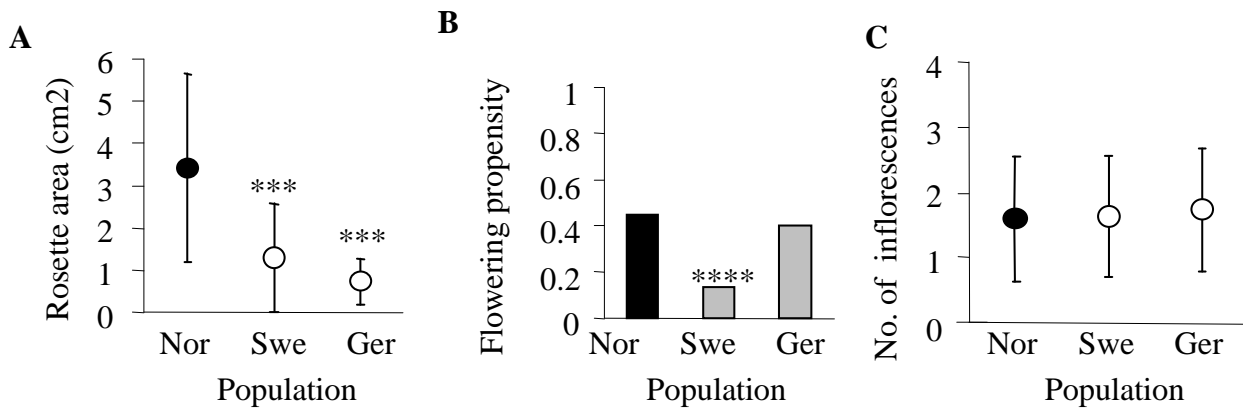 A
Rosette area (cm2)
6
5
4
3
2
1
0
***
***
Nor Swe Ger
Population
B
Flowering propensity
1
0.8
0.6
0.4
0.2
0
****
Nor Swe Ger
Population
C
No. of inflorescences
4
3
2
1
0
Nor Swe Ger
Population